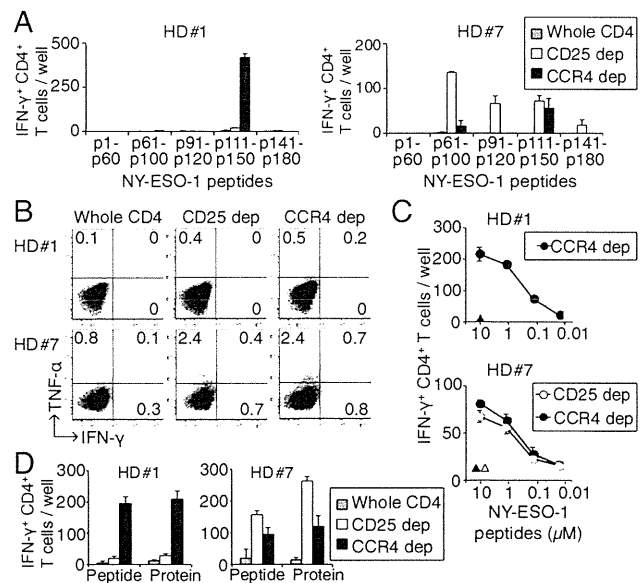 A
HD#1
IFN-γ+ CD4+
T cells / well
500
250
0
p1-p60
p61-p100
p91-p120
p111-p150
p141-p180
NY-ESO-1 peptides
HD#7
IFN-γ+ CD4+
T cells / well
200
100
0
p1-p60
p61-p100
p91-p120
p111-p150
p141-p180
NY-ESO-1 peptides
Whole CD4
CD25 dep
CCR4 dep
B
Whole CD4 CD25 dep CCR4 dep
HD#1
0.1 0 0
0.4 0 0
0.5 0.2 0
HD#7
0.8 0.1 0.3
2.4 0.4 0.7
2.4 0.7 0.8
TNF-α
IFN-γ
C
HD#1
CCR4 dep
300
200
100
0
10 1 0.1 0.01
IFN-γ+ CD4+ T cells / well
HD#7
CD25 dep
CCR4 dep
100
50
0
10 1 0.1 0.01
NY-ESO-1
peptides (μM)
D
HD#1
IFN-γ+ CD4+
T cells / well
300
200
100
0
Peptide Protein
HD#7
300
200
100
0
Peptide Protein
Whole CD4
CD25 dep
CCR4 dep